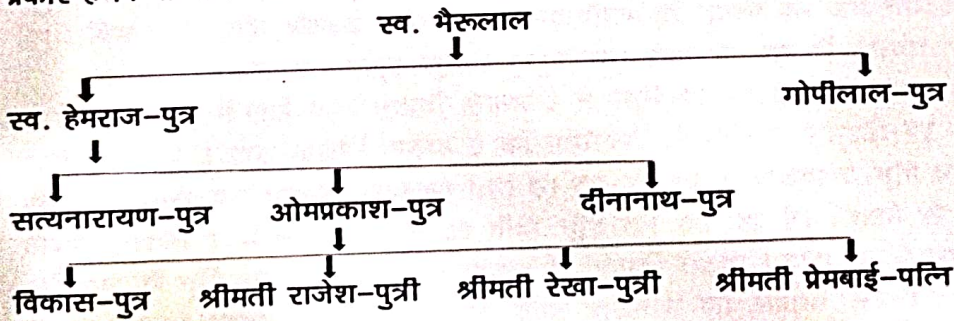 स्व. भैरूलाल
स्व. हेमराज–पुत्र गोपीलाल–पुत्र
सत्यनारायण–पुत्र ओमप्रकाश–पुत्र दीनानाथ–पुत्र
विकास–पुत्र श्रीमती राजेश–पुत्री श्रीमती रेखा–पुत्री श्रीमती प्रेमबाई–पत्नि